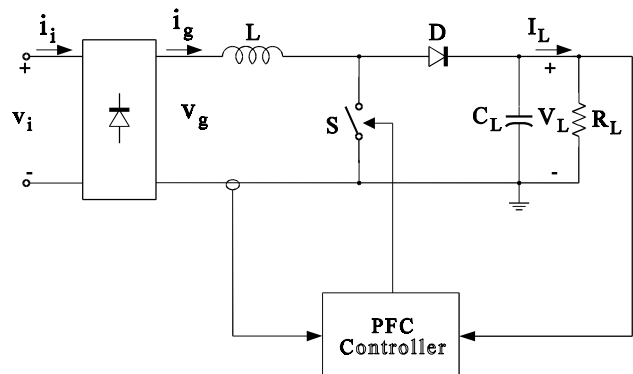 i_i
i_g
L
D
I_L
+
+
v_i
v_g
S
C_L
V_L
R_L
-
-
PFC
Controller